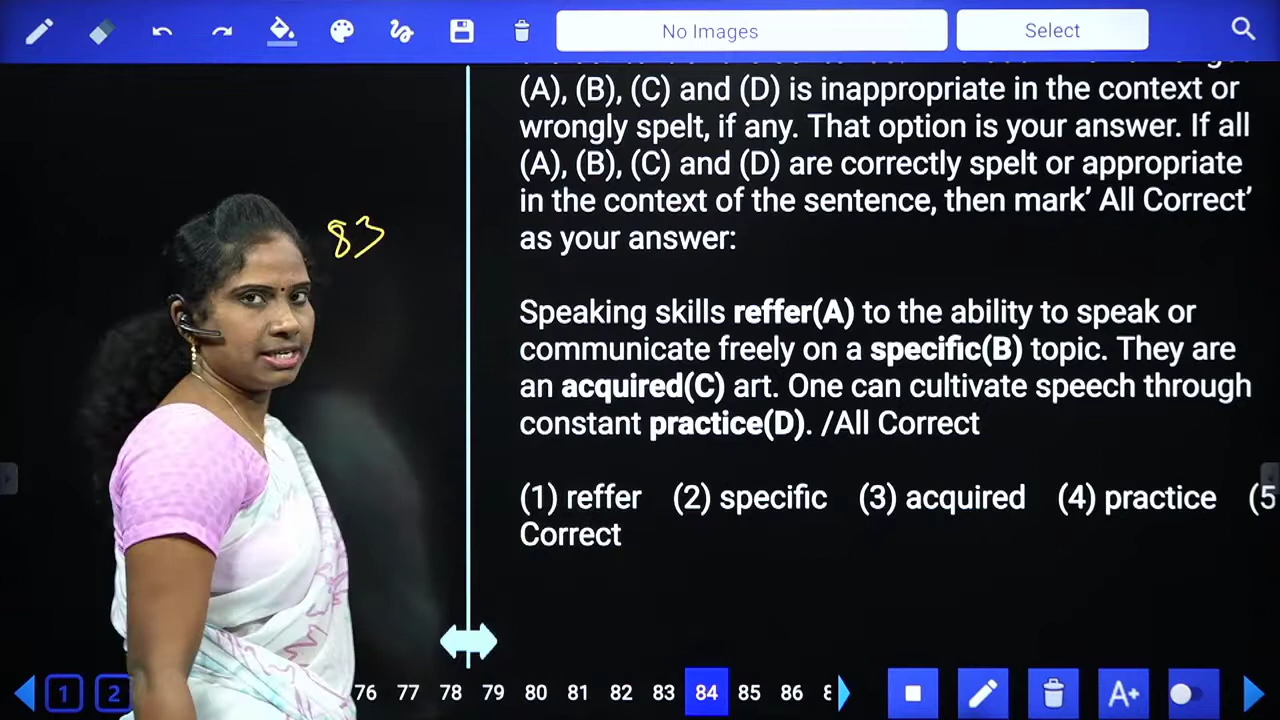 No Images
Select
(A), (B), (C) and (D) is inappropriate in the context or
wrongly spelt, if any. That option is your answer. If all
(A), (B), (C) and (D) are correctly spelt or appropriate
in the context of the sentence, then mark’ All Correct’
as your answer:
83
Speaking skills reffer(A) to the ability to speak or
communicate freely on a specific(B) topic. They are
an acquired(C) art. One can cultivate speech through
constant practice(D). /All Correct
(1) reffer (2) specific (3) acquired (4) practice (5
Correct
1 2 76 77 78 79 80 81 82 83 84 85 86
A+